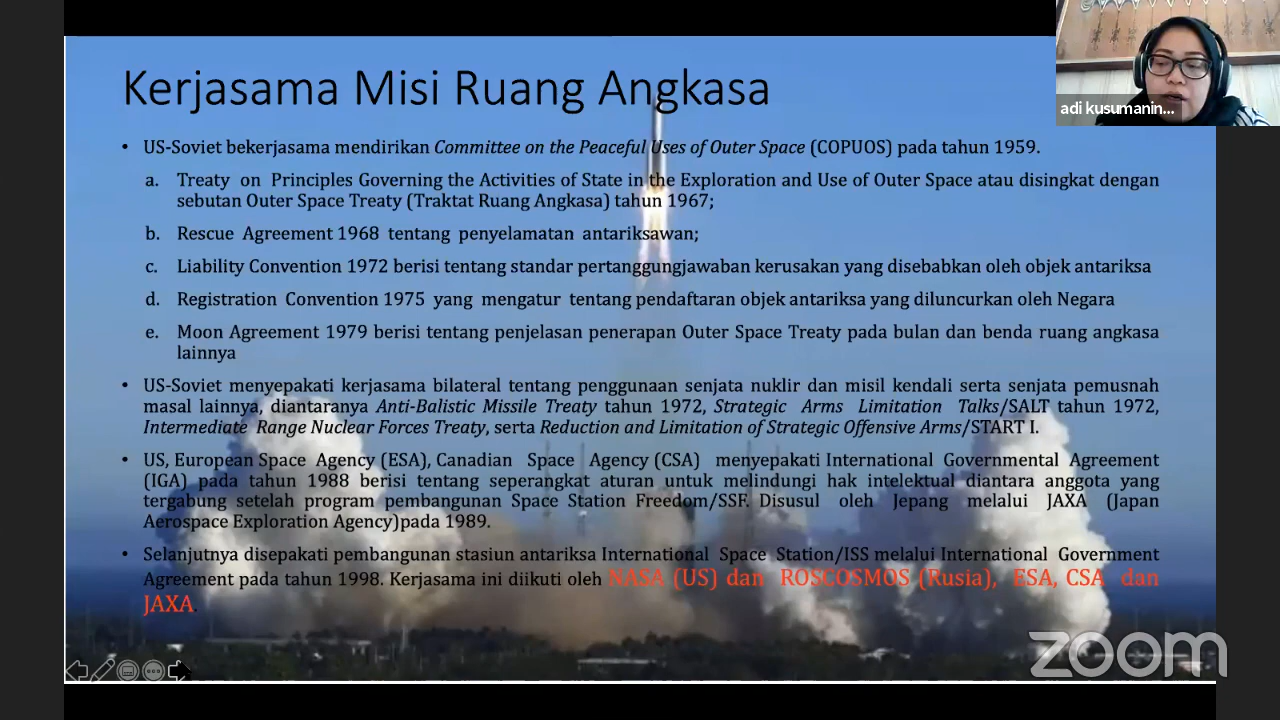 Kerjasama Misi Ruang Angkasa
adi kusumanin...
• US-Soviet bekerjasama mendirikan Committee on the Peaceful Uses of Outer Space (COPUOS) pada tahun 1959.
a. Treaty on Principles Governing the Activities of State in the Exploration and Use of Outer Space atau disingkat dengan
sebutan Outer Space Treaty (Traktat Ruang Angkasa) tahun 1967;
b. Rescue Agreement 1968 tentang penyelamatan antariksawan;
c. Liability Convention 1972 berisi tentang standar pertanggungjawaban kerusakan yang disebabkan oleh objek antariksa
d. Registration Convention 1975 yang mengatur tentang pendaftaran objek antariksa yang diluncurkan oleh Negara
e. Moon Agreement 1979 berisi tentang penjelasan penerapan Outer Space Treaty pada bulan dan benda ruang angkasa
lainnya
• US-Soviet menyepakati kerjasama bilateral tentang penggunaan senjata nuklir dan misil kendali serta senjata pemusnah
masal lainnya, diantaranya Anti-Balistic Missile Treaty tahun 1972, Strategic Arms Limitation Talks/SALT tahun 1972,
Intermediate Range Nuclear Forces Treaty, serta Reduction and Limitation of Strategic Offensive Arms/START I.
• US, European Space Agency (ESA), Canadian Space Agency (CSA) menyepakati International Governmental Agreement
(IGA) pada tahun 1988 berisi tentang seperangkat aturan untuk melindungi hak intelektual diantara anggota yang
tergabung setelah program pembangunan Space Station Freedom/SSF. Disusul oleh Jepang melalui JAXA (Japan
Aerospace Exploration Agency)pada 1989.
• Selanjutnya disepakati pembangunan stasiun antariksa International Space Station/ISS melalui International Government
Agreement pada tahun 1998. Kerjasama ini diikuti oleh NASA (US) dan ROSCOSMOS (Rusia), ESA, CSA dan
JAXA.
zoom